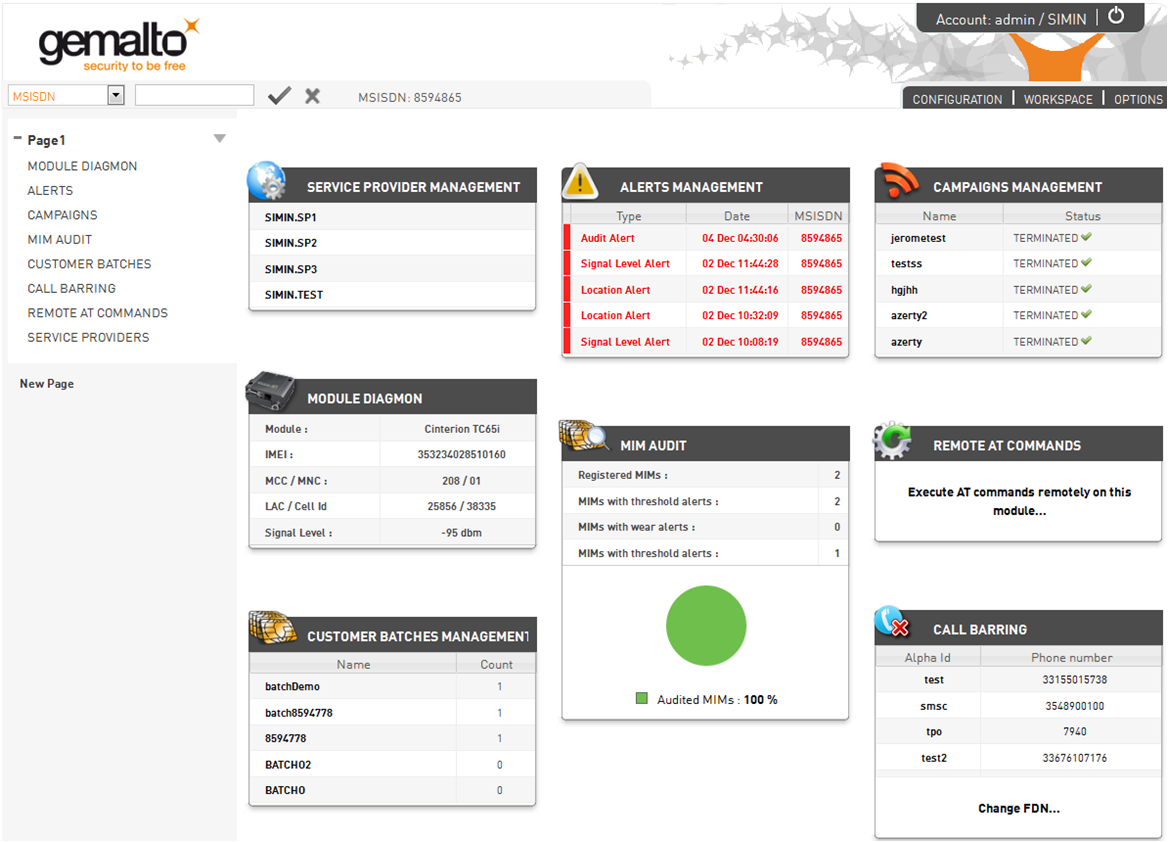 Account: admin / SIMIN
gemalto
security to be free
MSISDN
MSISDN: 8594865
CONFIGURATION | WORKSPACE | OPTIONS
Page1
MODULE DIAGMON
ALERTS
CAMPAIGNS
MIM AUDIT
CUSTOMER BATCHES
CALL BARRING
REMOTE AT COMMANDS
SERVICE PROVIDERS
New Page
SERVICE PROVIDER MANAGEMENT
SIMIN.SP1
SIMIN.SP2
SIMIN.SP3
SIMIN.TEST
ALERTS MANAGEMENT
Type Date MSISDN
Audit Alert 04 Dec 04:30:06 8594865
Signal Level Alert 02 Dec 11:44:28 8594865
Location Alert 02 Dec 11:44:16 8594865
Location Alert 02 Dec 10:32:09 8594865
Signal Level Alert 02 Dec 10:08:19 8594865
CAMPAIGNS MANAGEMENT
Name Status
jerometest TERMINATED
testss TERMINATED
hgjhh TERMINATED
azerty2 TERMINATED
azerty TERMINATED
MODULE DIAGMON
Module : Cinterion TC65i
IMEI : 353234028510160
MCC / MNC : 208 / 01
LAC / Cell Id 25856 / 38335
Signal Level : -95 dbm
MIM AUDIT
Registered MIMs : 2
MIMs with threshold alerts : 2
MIMs with wear alerts : 0
MIMs with threshold alerts : 1
Audited MIMs : 100 %
REMOTE AT COMMANDS
Execute AT commands remotely on this
module...
CUSTOMER BATCHES MANAGEMENT
Name Count
batchDemo 1
batch8594778 1
8594778 1
BATCHO2 0
BATCHO 0
CALL BARRING
Alpha Id Phone number
test 33155015738
smsc 3548900100
tpo 7940
test2 33676107176
Change FDN...